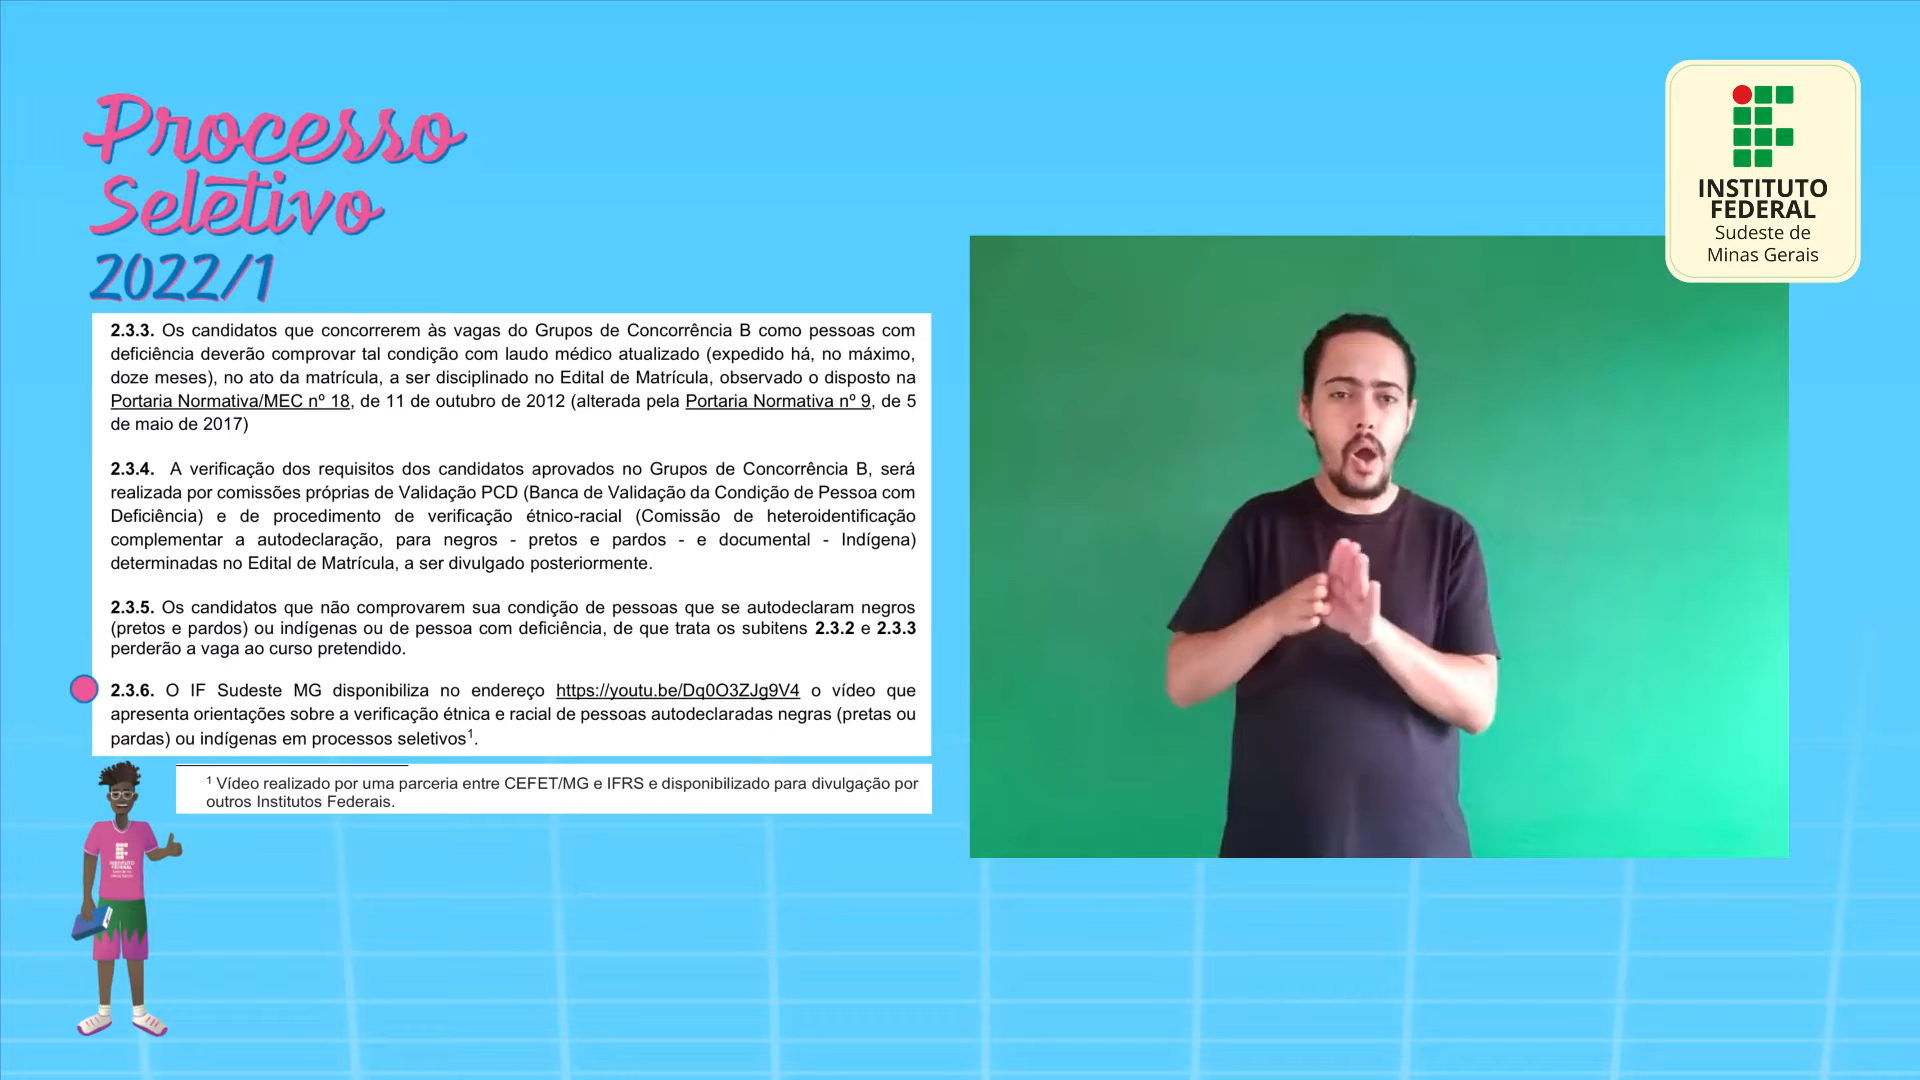 Processo
Seletivo
2022/1
INSTITUTO
FEDERAL
Sudeste de
Minas Gerais
2.3.3. Os candidatos que concorrerem às vagas do Grupos de Concorrência B como pessoas com
deficiência deverão comprovar tal condição com laudo médico atualizado (expedido há, no máximo,
doze meses), no ato da matrícula, a ser disciplinado no Edital de Matrícula, observado o disposto na
Portaria Normativa/MEC nº 18, de 11 de outubro de 2012 (alterada pela Portaria Normativa nº 9, de 5
de maio de 2017)
2.3.4. A verificação dos requisitos dos candidatos aprovados no Grupos de Concorrência B, será
realizada por comissões próprias de Validação PCD (Banca de Validação da Condição de Pessoa com
Deficiência) e de procedimento de verificação étnico-racial (Comissão de heteroidentificação
complementar a autodeclaração, para negros - pretos e pardos - e documental - Indígena)
determinadas no Edital de Matrícula, a ser divulgado posteriormente.
2.3.5. Os candidatos que não comprovarem sua condição de pessoas que se autodeclaram negros
(pretos e pardos) ou indígenas ou de pessoa com deficiência, de que trata os subitens 2.3.2 e 2.3.3
perderão a vaga ao curso pretendido.
2.3.6. O IF Sudeste MG disponibiliza no endereço https://youtu.be/Dq0O3ZJg9V4 o vídeo que
apresenta orientações sobre a verificação étnica e racial de pessoas autodeclaradas negras (pretas ou
pardas) ou indígenas em processos seletivos¹.
¹ Vídeo realizado por uma parceria entre CEFET/MG e IFRS e disponibilizado para divulgação por
outros Institutos Federais.
INSTITUTO
FEDERAL